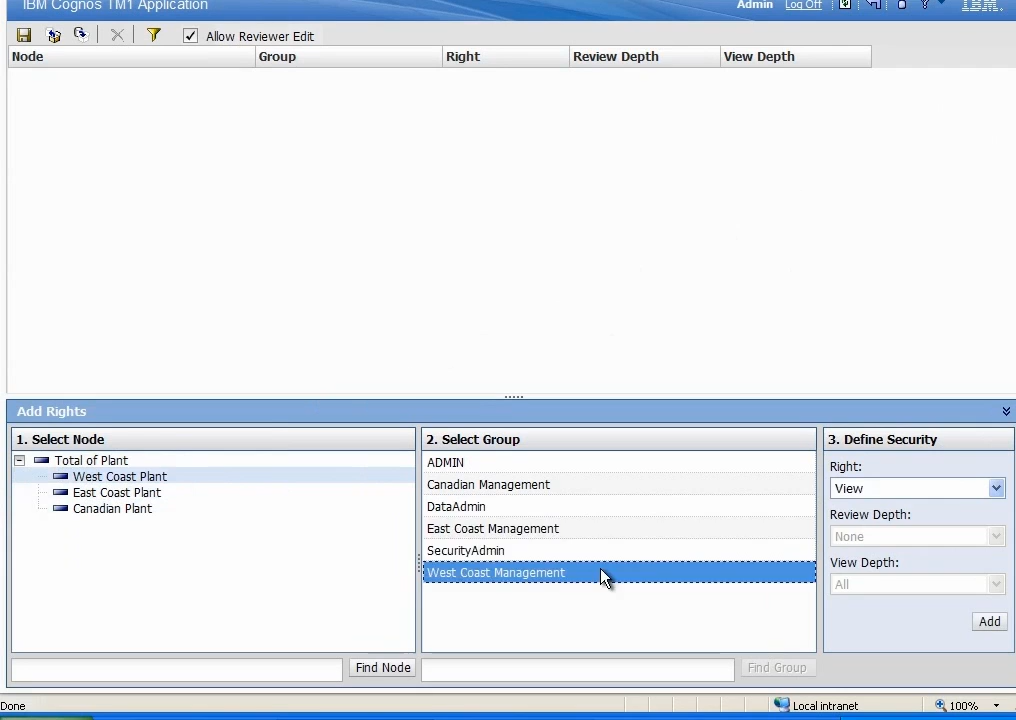 IBM Cognos TM1 Application
Admin Log Off ? IBM.
Allow Reviewer Edit
Node Group Right Review Depth View Depth
Add Rights
1. Select Node
Total of Plant
West Coast Plant
East Coast Plant
Canadian Plant
Find Node
2. Select Group
ADMIN
Canadian Management
DataAdmin
East Coast Management
SecurityAdmin
West Coast Management
Find Group
3. Define Security
Right:
View
Review Depth:
None
View Depth:
All
Add
Done Local intranet 100%